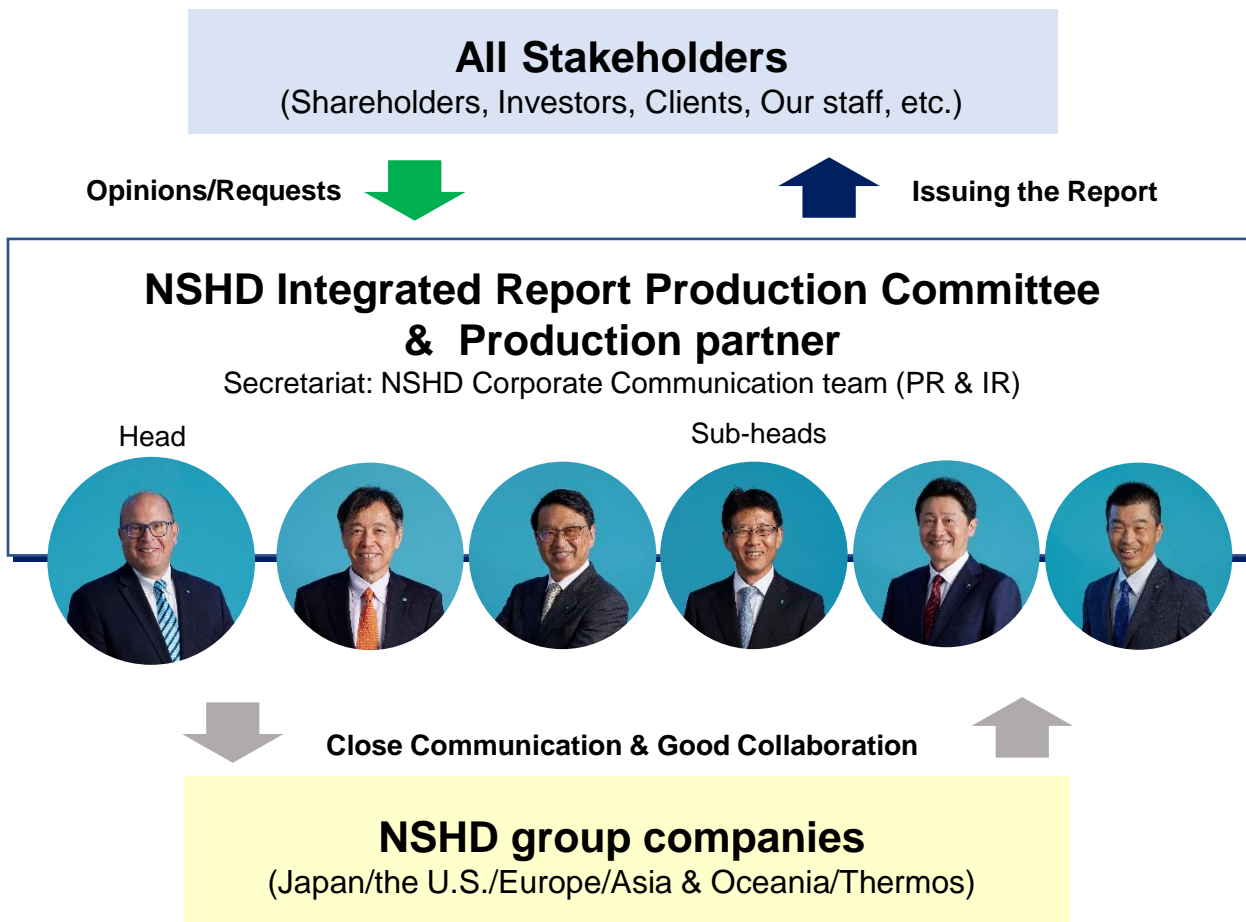 All Stakeholders
(Shareholders, Investors, Clients, Our staff, etc.)
Opinions/Requests
Issuing the Report
NSHD Integrated Report Production Committee
& Production partner
Secretariat: NSHD Corporate Communication team (PR & IR)
Head
Sub-heads
Close Communication & Good Collaboration
NSHD group companies
(Japan/the U.S./Europe/Asia & Oceania/Thermos)